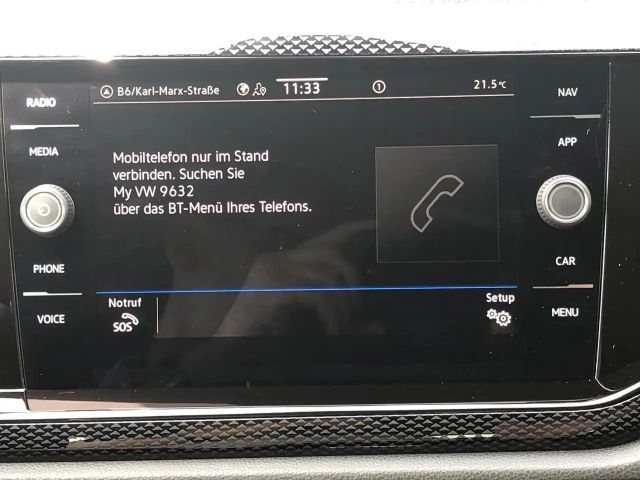 RADIO
MEDIA
PHONE
VOICE
B6/Karl-Marx-Straße 11:33 1 21.5°C
Mobiltelefon nur im Stand
verbinden. Suchen Sie
My VW 9632
über das BT-Menü Ihres Telefons.
Notruf
SOS
Setup
NAV
APP
CAR
MENU